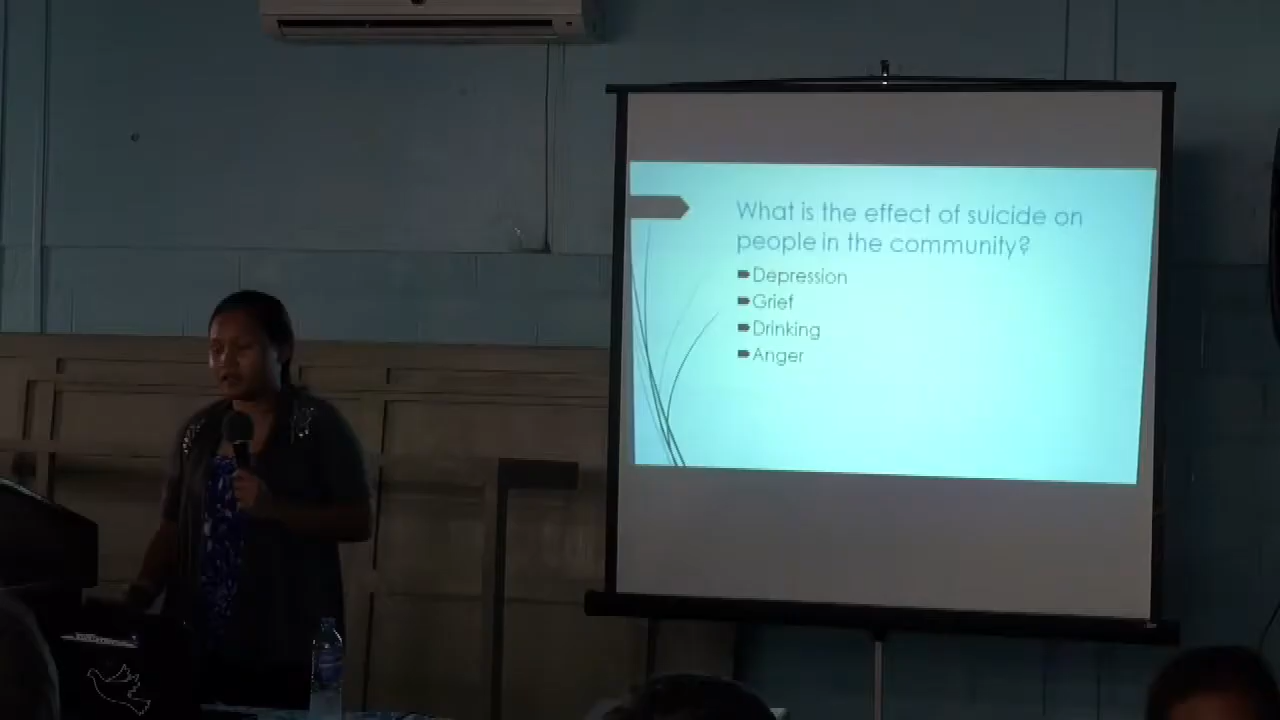 What is the effect of suicide on
people in the community?
Depression
Grief
Drinking
Anger